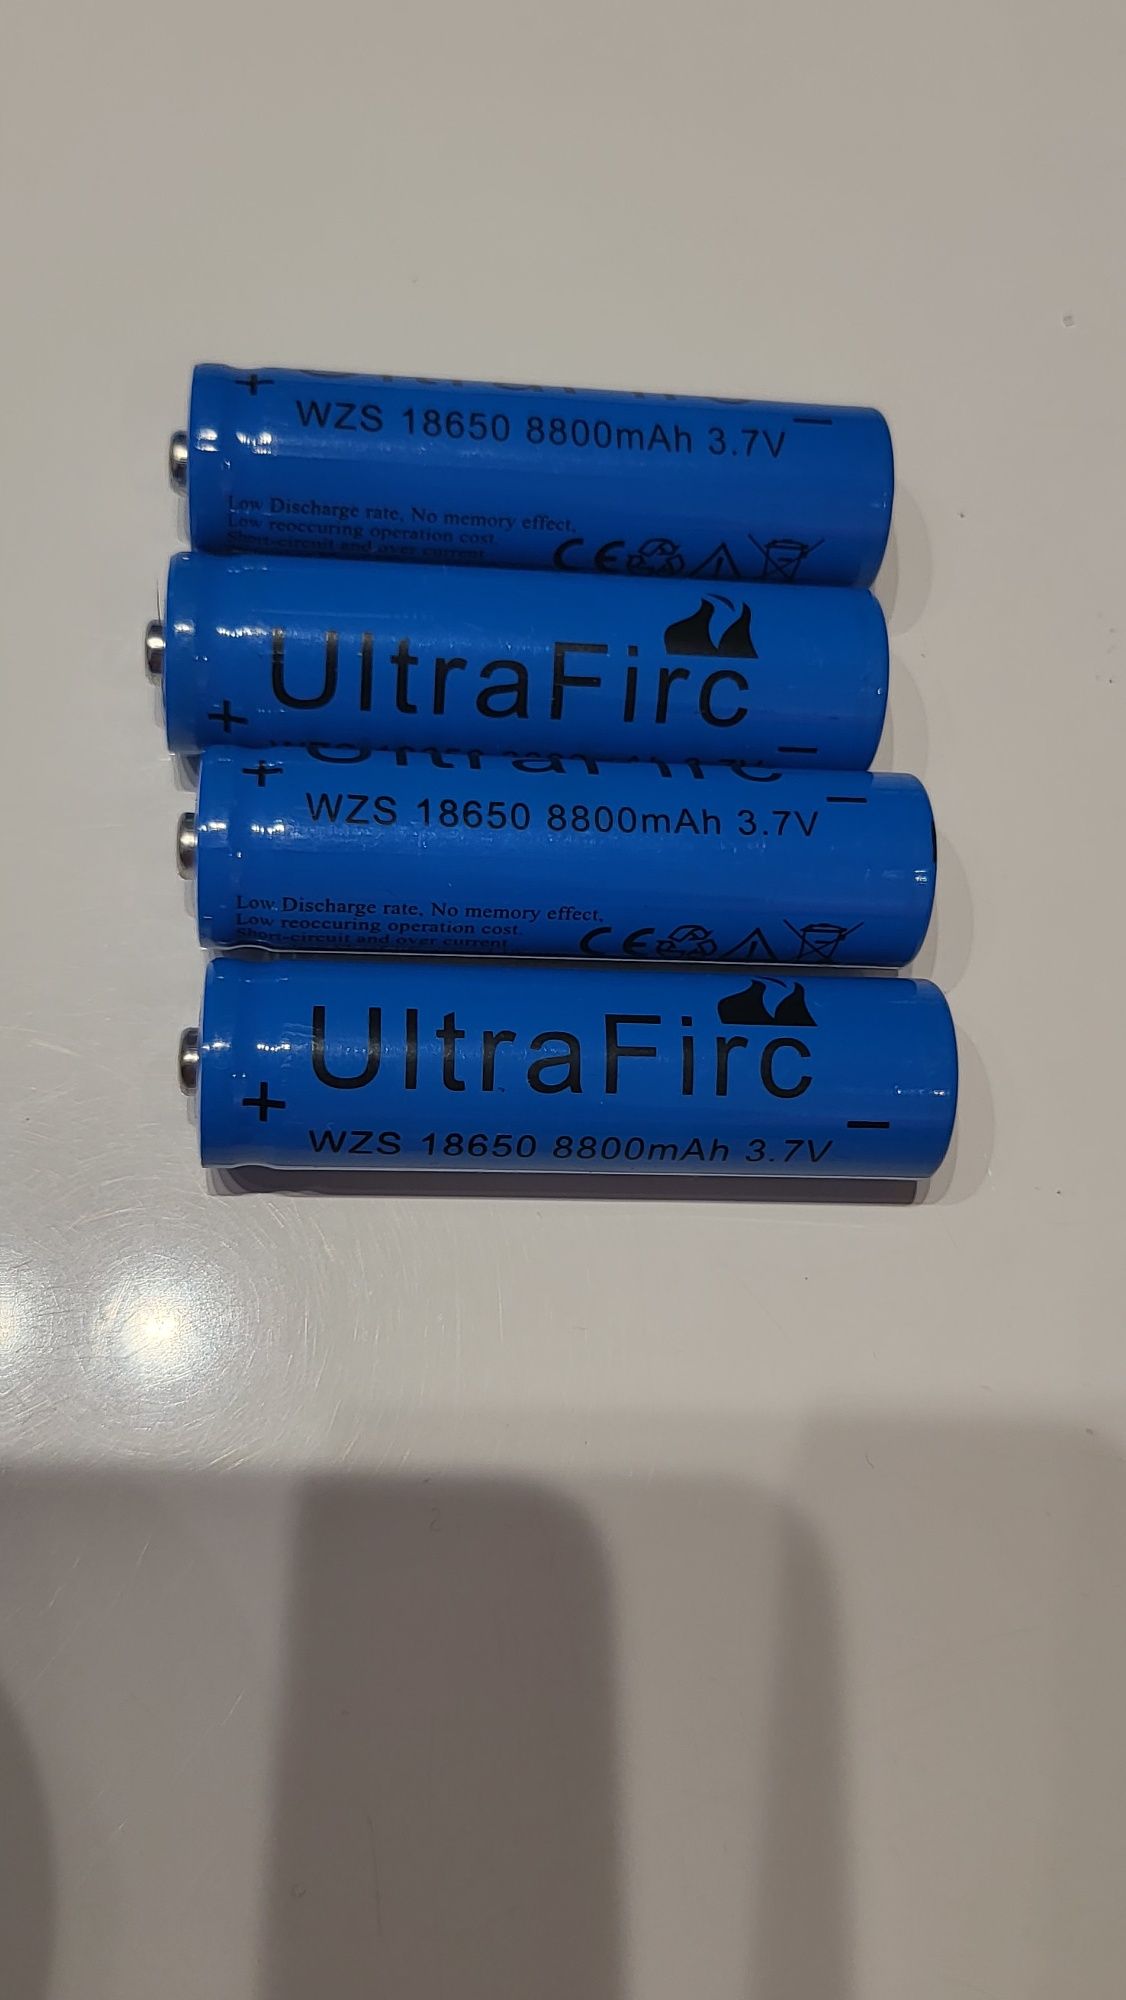 + −
WZS 18650 8800mAh 3.7V
Low Discharge rate, No memory effect,
Low reoccuring operation cost.
Short-circuit and over current
CE
UltraFirc
+ −
+ −
WZS 18650 8800mAh 3.7V
Low Discharge rate, No memory effect,
Low reoccuring operation cost.
Short-circuit and over current
CE
UltraFirc
+ −
WZS 18650 8800mAh 3.7V